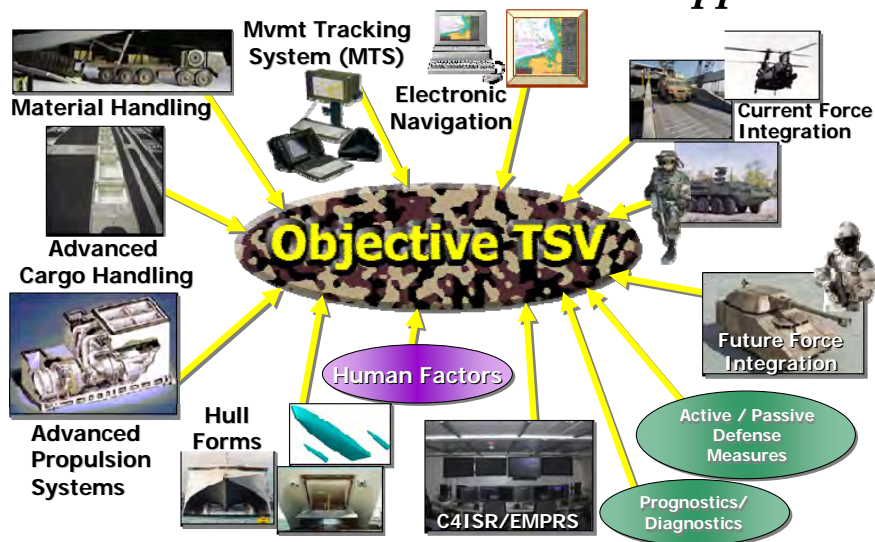 Mvmt Tracking
System (MTS)
Material Handling
Electronic
Navigation
Current Force
Integration
Advanced
Cargo Handling
Objective TSV
Future Force
Integration
Human Factors
Advanced
Propulsion
Systems
Hull
Forms
C4ISR/EMPRS
Active / Passive
Defense
Measures
Prognostics/
Diagnostics